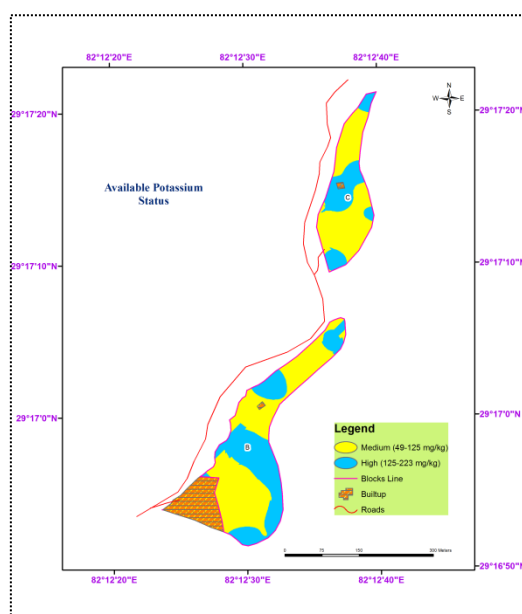 82°12'20"E 82°12'30"E 82°12'40"E
N
W E
S
29°17'20"N 29°17'20"N
Available Potassium
Status
C
29°17'10"N 29°17'10"N
29°17'0"N 29°17'0"N
Legend
B
Medium (49-125 mg/kg)
High (125-223 mg/kg)
Blocks Line
Builtup
Roads
0 300 Meters
29°16'50"N
82°12'20"E 82°12'30"E 82°12'40"E